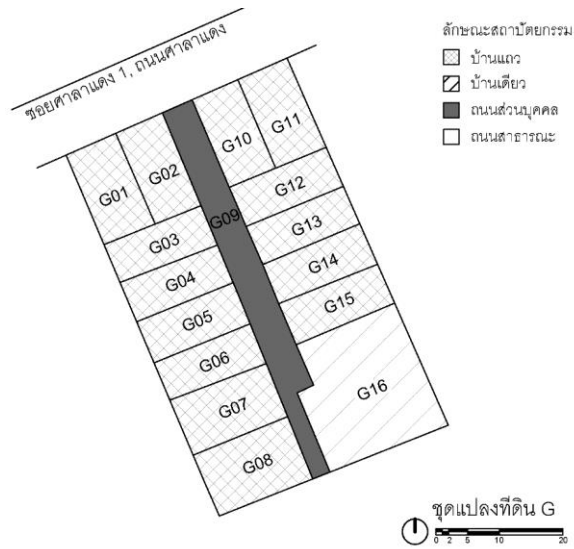 ซอยศาลาแดง 1, ถนนศาลาแดง
ลักษณะสถาปัตยกรรม
บ้านแถว
บ้านเดี่ยว
ถนนส่วนบุคคล
ถนนสาธารณะ
G01
G02
G03
G04
G05
G06
G07
G08
G09
G10
G11
G12
G13
G14
G15
G16
ชุดแปลงที่ดิน G
0 2 5 10 20